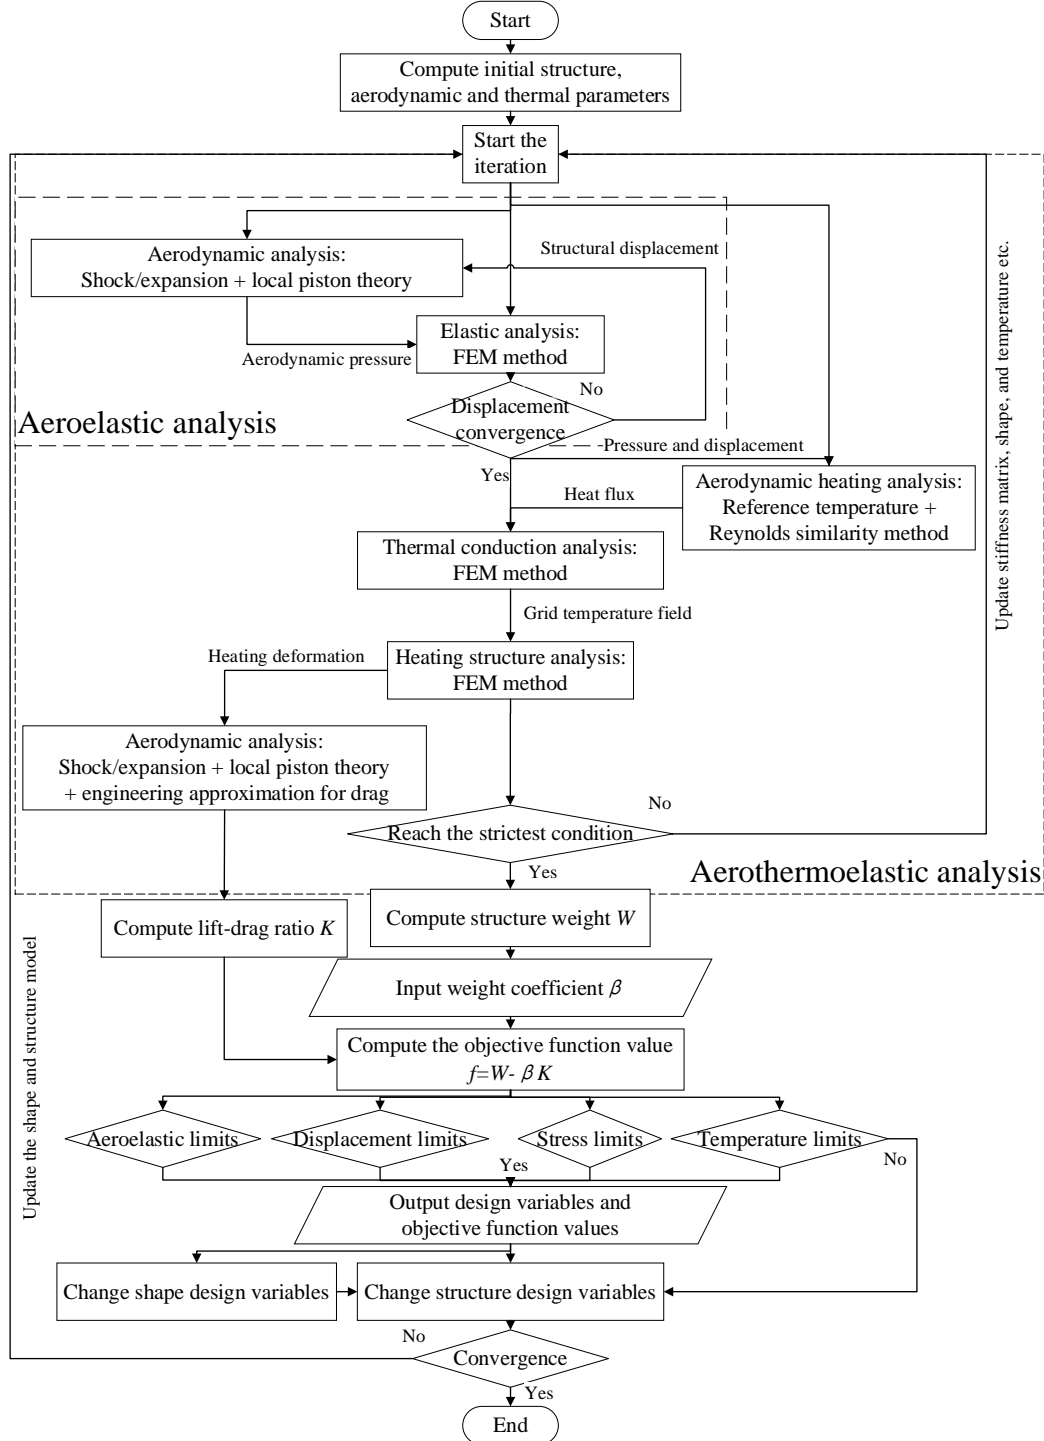 Start
Compute initial structure,
aerodynamic and thermal parameters
Start the
iteration
Aerodynamic analysis:
Shock/expansion + local piston theory
Structural displacement
Elastic analysis:
FEM method
Aerodynamic pressure
No
Displacement
convergence
Aeroelastic analysis
Pressure and displacement
Yes
Heat flux
Aerodynamic heating analysis:
Reference temperature +
Reynolds similarity method
Update stiffness matrix, shape, and temperature etc.
Thermal conduction analysis:
FEM method
Grid temperature field
Heating deformation
Heating structure analysis:
FEM method
Aerodynamic analysis:
Shock/expansion + local piston theory
+ engineering approximation for drag
No
Reach the strictest condition
Yes
Aerothermoelastic analysis
Compute lift-drag ratio K
Compute structure weight W
Input weight coefficient β
Update the shape and structure model
Compute the objective function value
f=W- βK
Aeroelastic limits
Displacement limits
Stress limits
Temperature limits
Yes
No
Output design variables and
objective function values
Change shape design variables
Change structure design variables
No
Convergence
Yes
End